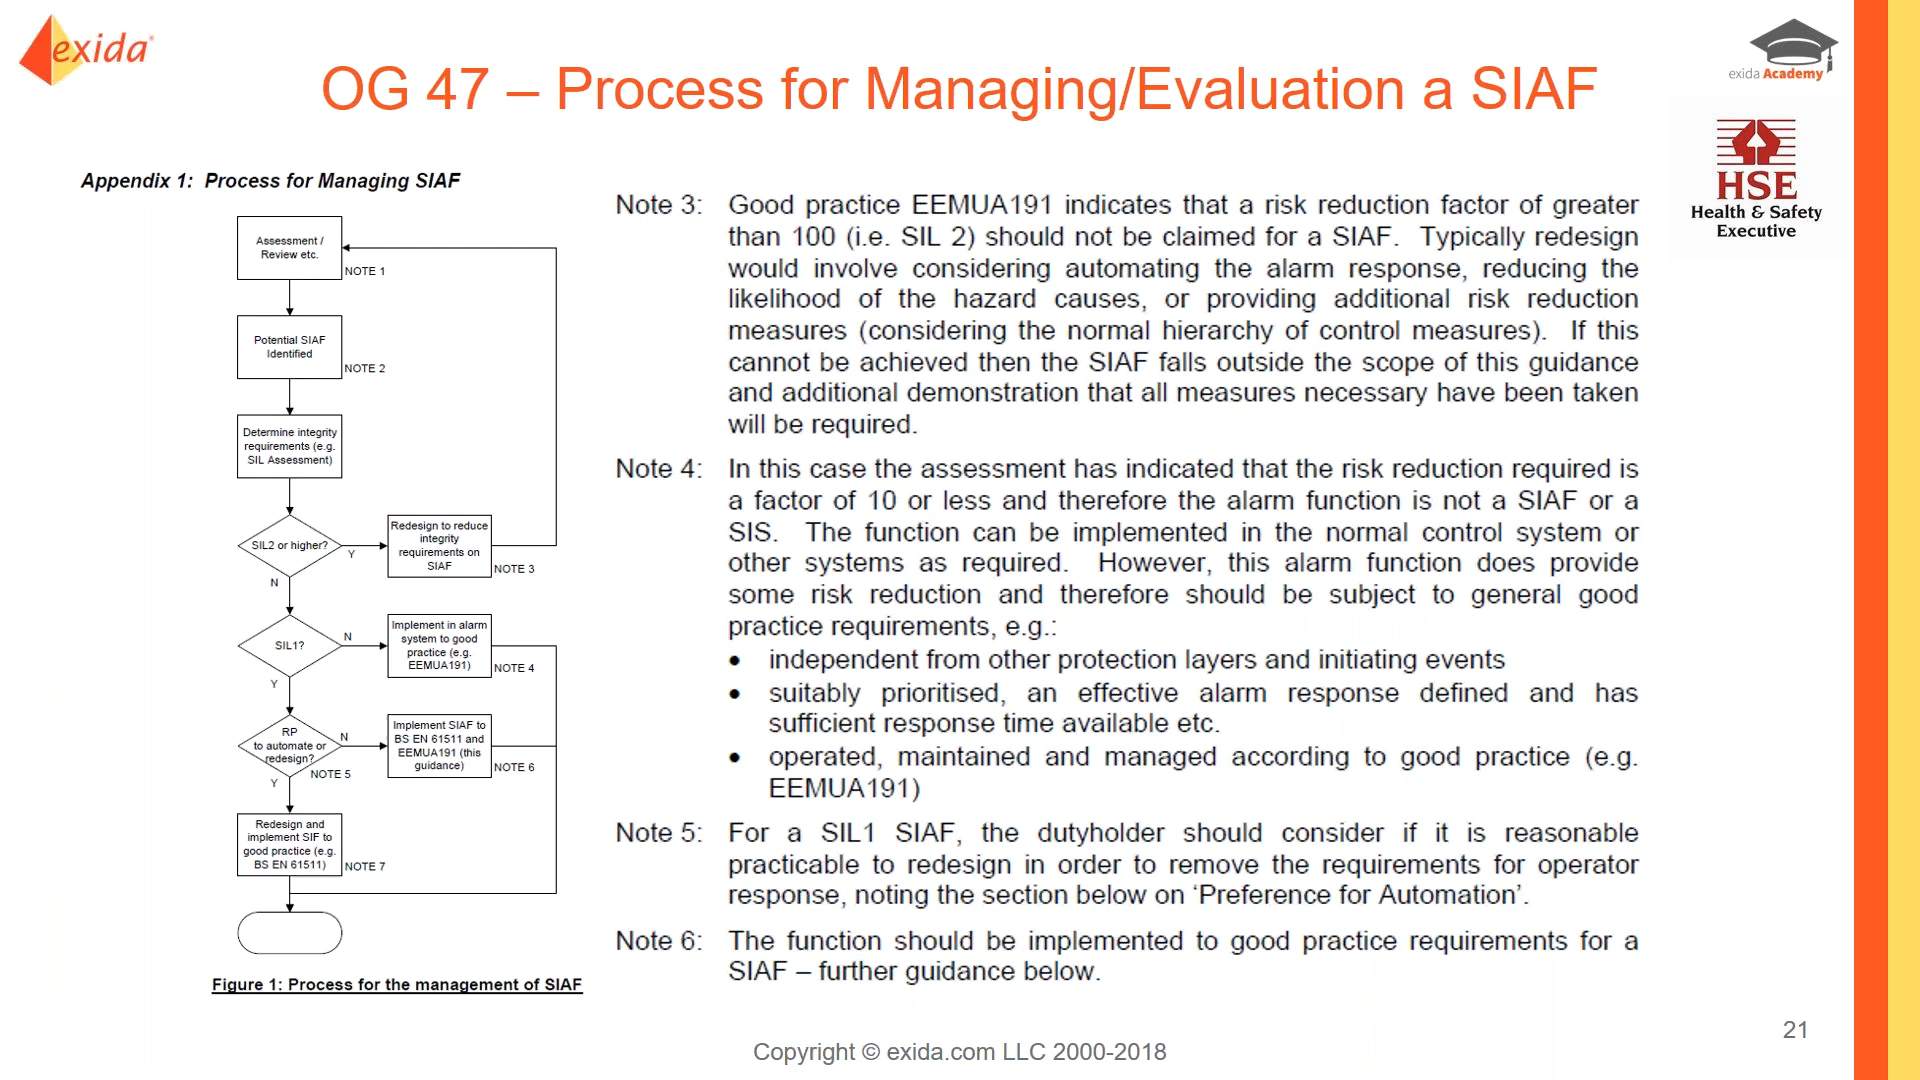 exida
OG 47 – Process for Managing/Evaluation a SIAF
exida Academy
HSE
Health & Safety
Executive
Appendix 1:  Process for Managing SIAF
Assessment /
Review etc.
NOTE 1
Potential SIAF
Identified
NOTE 2
Determine integrity
requirements (e.g.
SIL Assessment)
SIL2 or higher?
Y
N
Redesign to reduce
integrity
requirements on
SIAF
NOTE 3
SIL1?
N
Y
Implement in alarm
system to good
practice (e.g.
EEMUA191)
NOTE 4
RP
to automate or
redesign?
N
NOTE 5
Y
Implement SIAF to
BS EN 61511 and
EEMUA191 (this
guidance)
NOTE 6
Redesign and
implement SIF to
good practice (e.g.
BS EN 61511)
NOTE 7
Figure 1: Process for the management of SIAF
Note 3: Good practice EEMUA191 indicates that a risk reduction factor of greater
than 100 (i.e. SIL 2) should not be claimed for a SIAF. Typically redesign
would involve considering automating the alarm response, reducing the
likelihood of the hazard causes, or providing additional risk reduction
measures (considering the normal hierarchy of control measures). If this
cannot be achieved then the SIAF falls outside the scope of this guidance
and additional demonstration that all measures necessary have been taken
will be required.
Note 4: In this case the assessment has indicated that the risk reduction required is
a factor of 10 or less and therefore the alarm function is not a SIAF or a
SIS. The function can be implemented in the normal control system or
other systems as required. However, this alarm function does provide
some risk reduction and therefore should be subject to general good
practice requirements, e.g.:
• independent from other protection layers and initiating events
• suitably prioritised, an effective alarm response defined and has
sufficient response time available etc.
• operated, maintained and managed according to good practice (e.g.
EEMUA191)
Note 5: For a SIL1 SIAF, the dutyholder should consider if it is reasonable
practicable to redesign in order to remove the requirements for operator
response, noting the section below on ‘Preference for Automation’.
Note 6: The function should be implemented to good practice requirements for a
SIAF – further guidance below.
21
Copyright © exida.com LLC 2000-2018